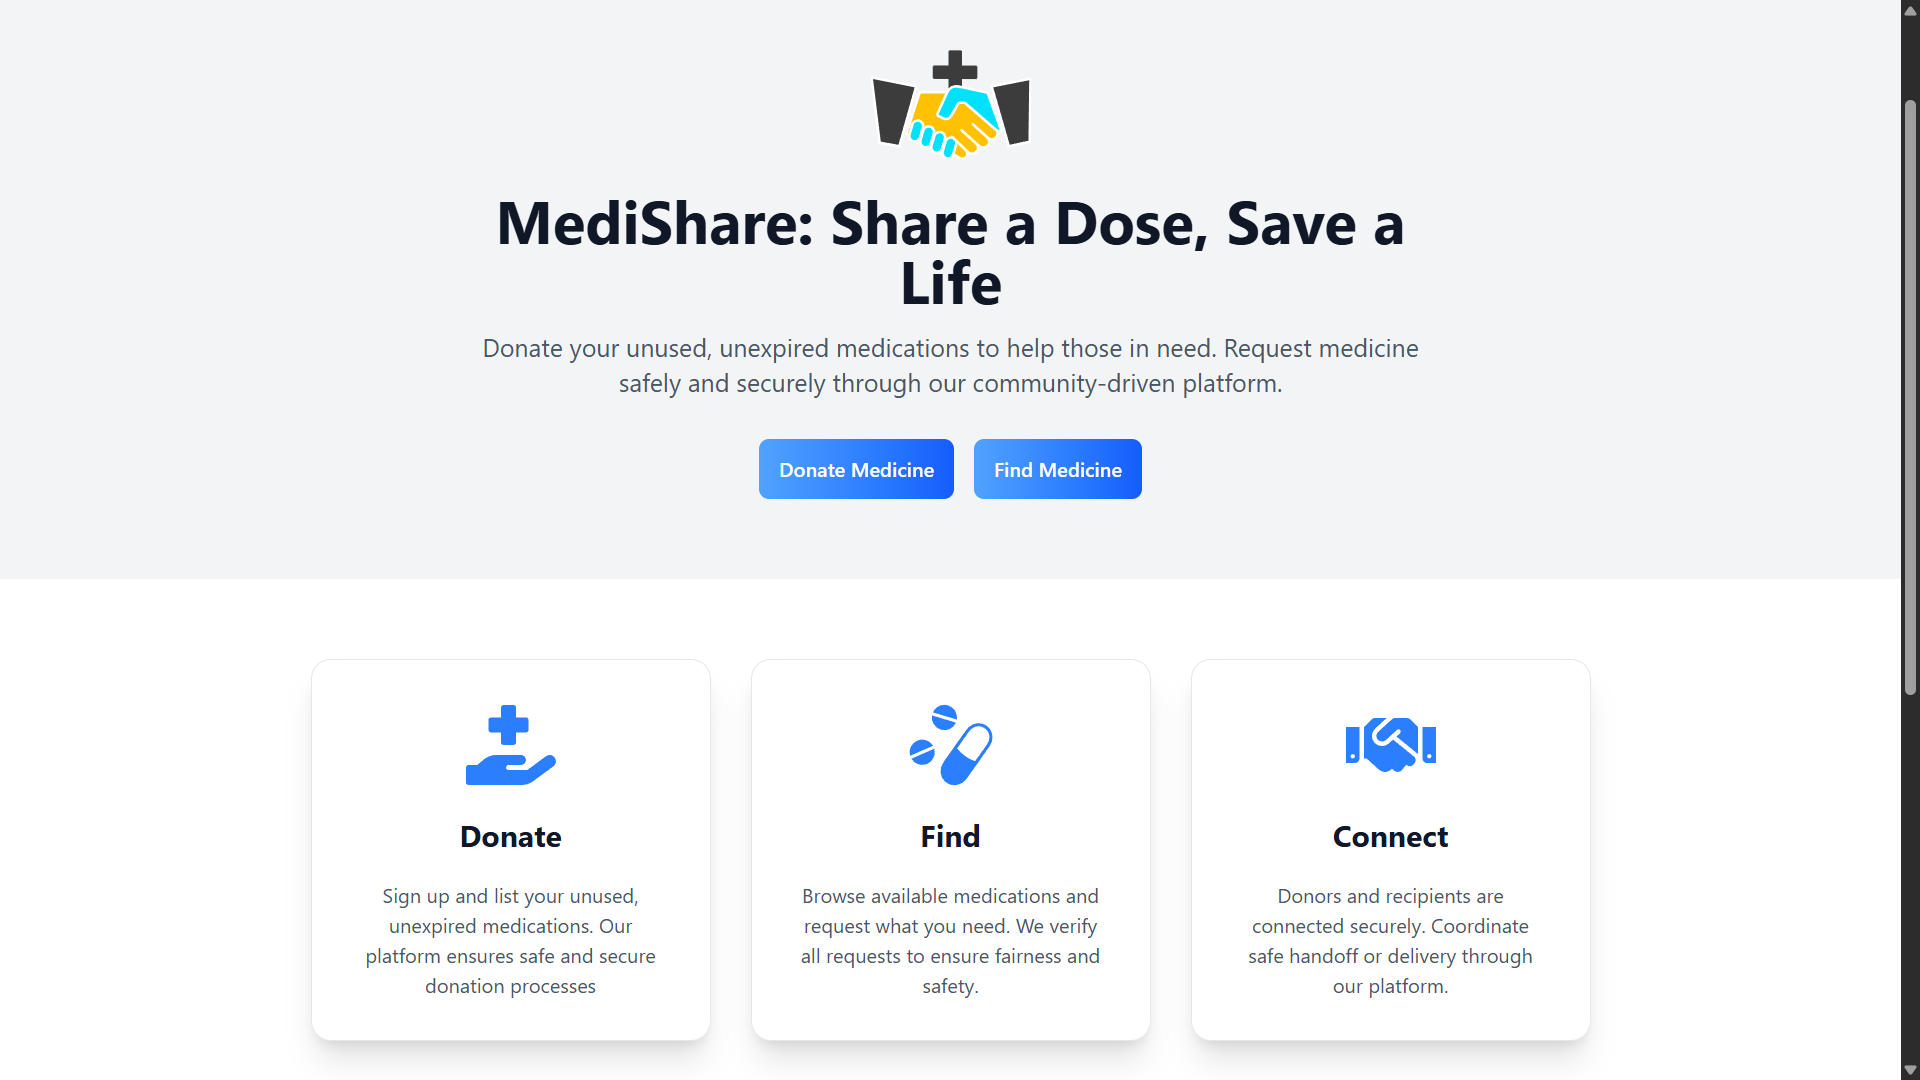 MediShare: Share a Dose, Save a
Life
Donate your unused, unexpired medications to help those in need. Request medicine
safely and securely through our community-driven platform.
Donate Medicine
Find Medicine
Donate
Sign up and list your unused,
unexpired medications. Our
platform ensures safe and secure
donation processes
Find
Browse available medications and
request what you need. We verify
all requests to ensure fairness and
safety.
Connect
Donors and recipients are
connected securely. Coordinate
safe handoff or delivery through
our platform.